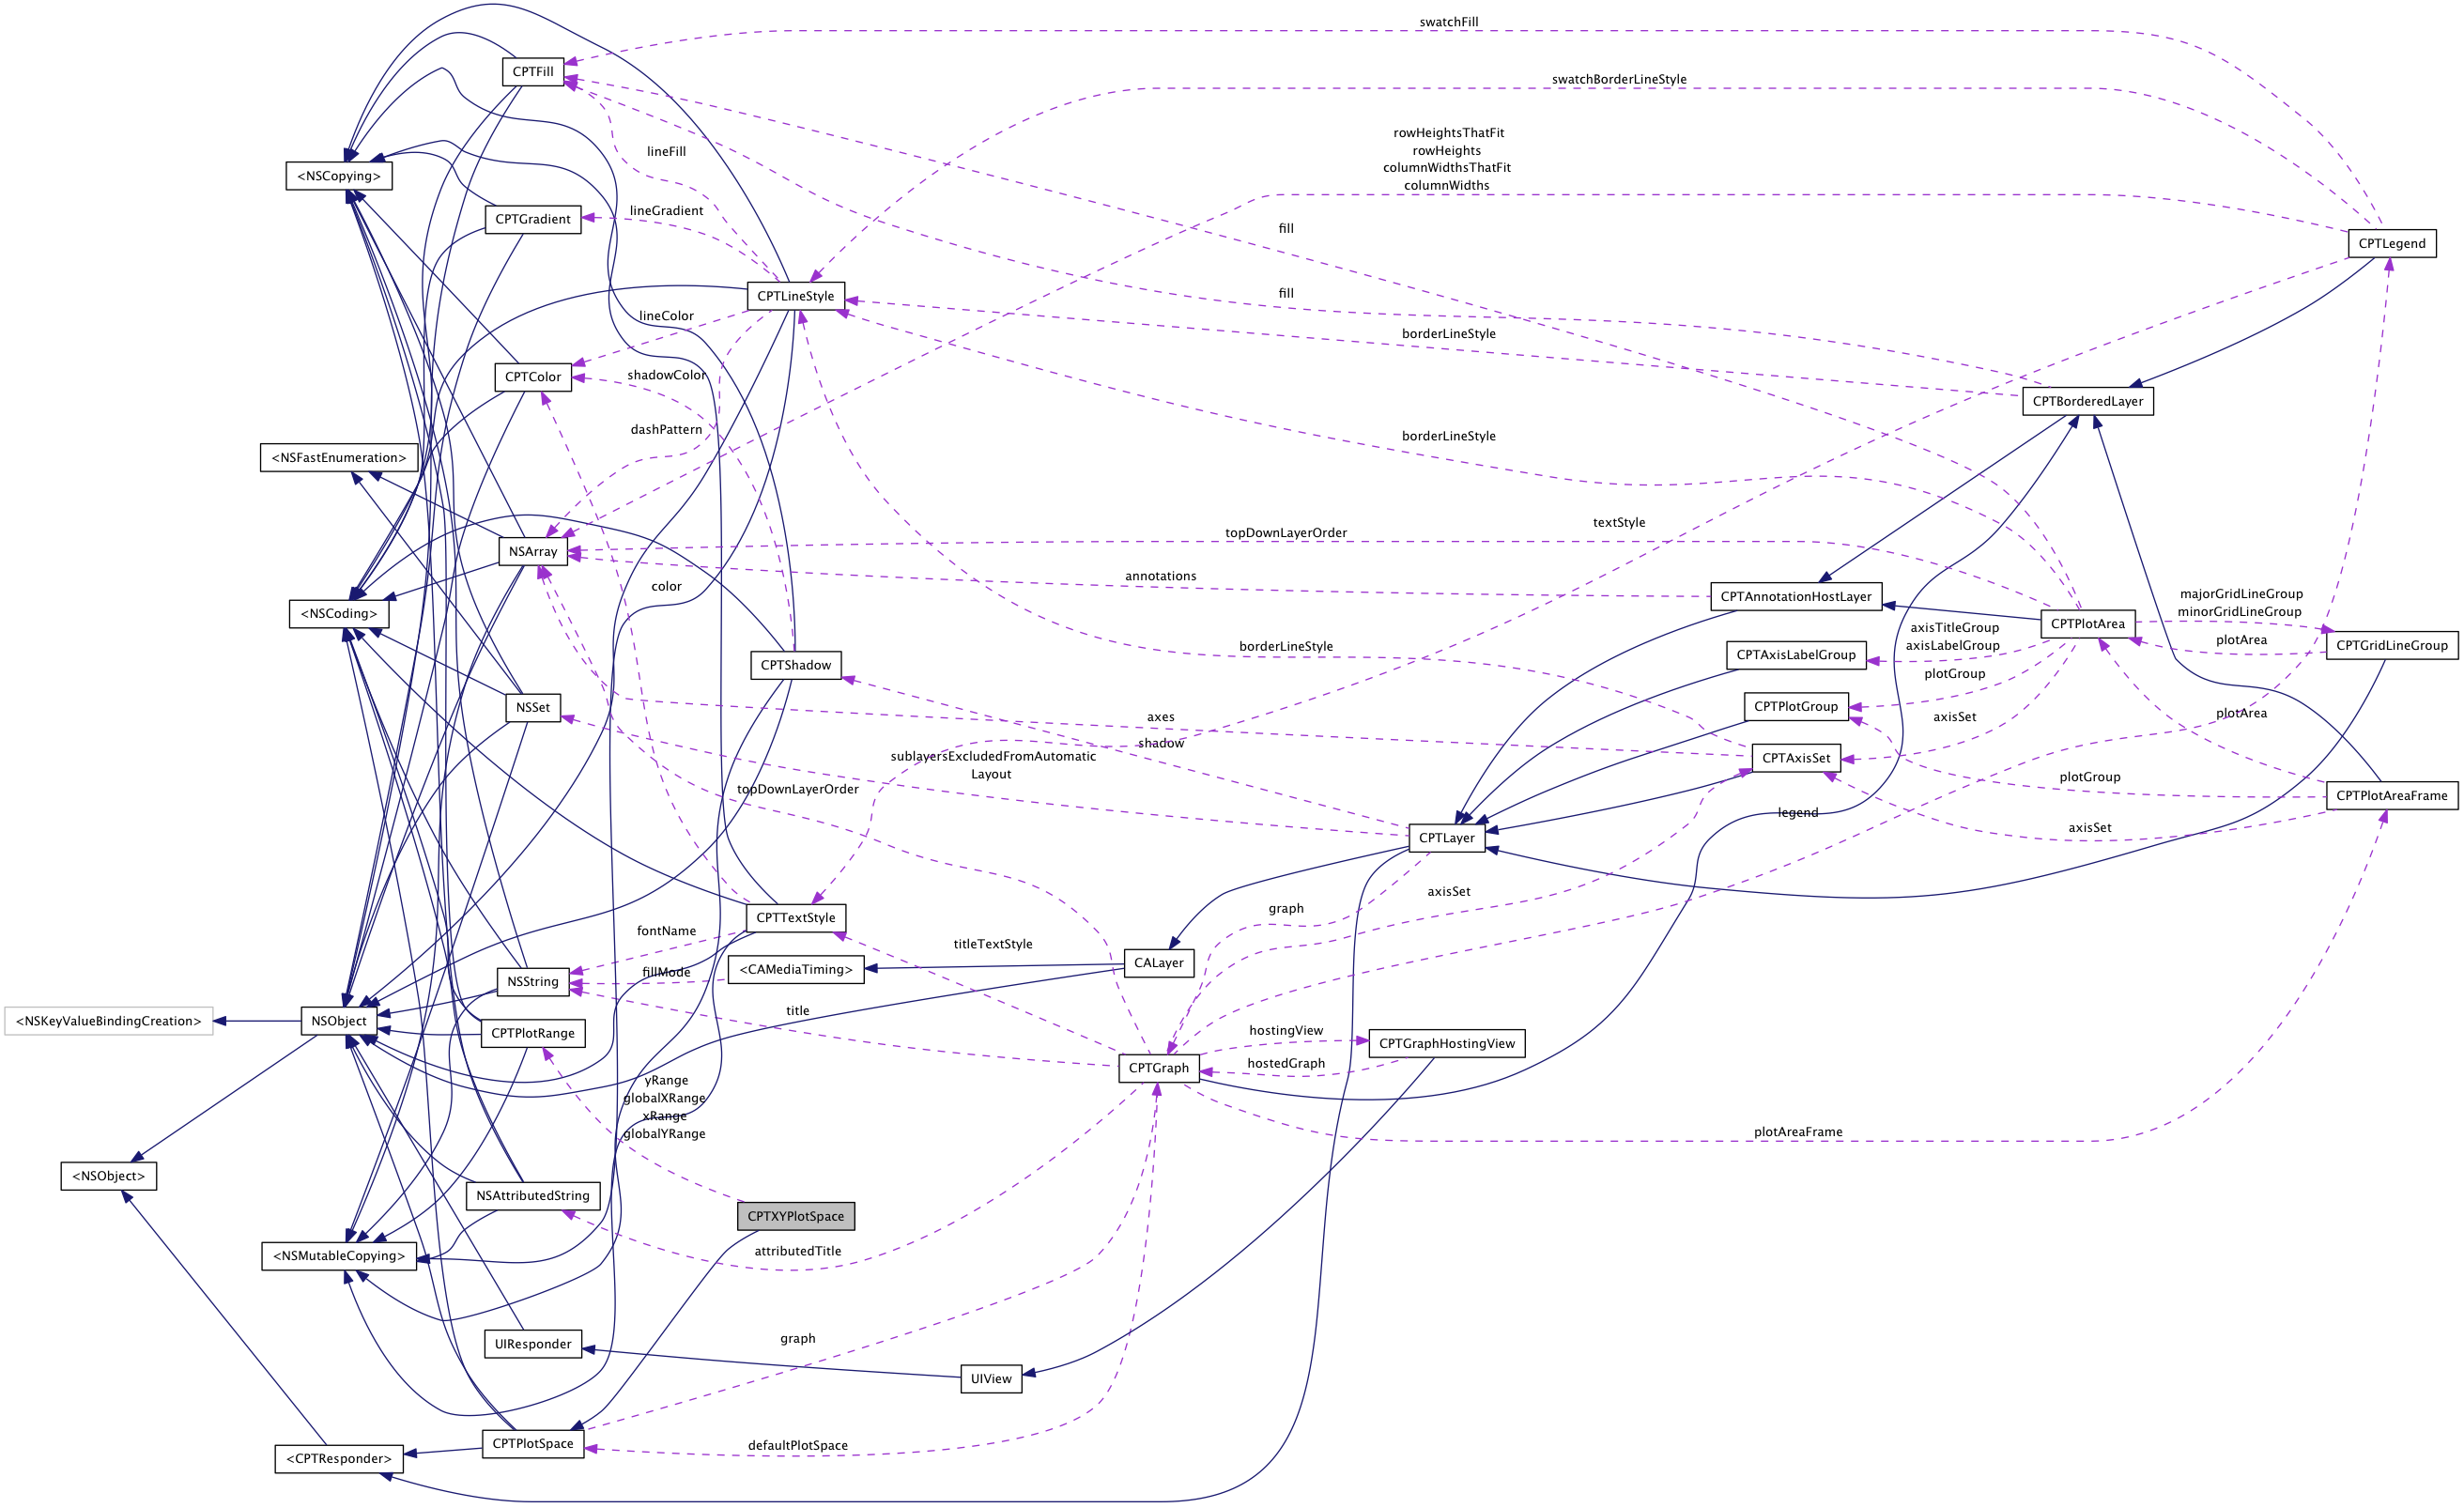 swatchFill
CPTFill
swatchBorderLineStyle
rowHeightsThatFit
rowHeights
columnWidthsThatFit
columnWidths
lineFill
<NSCopying>
CPTGradient
lineGradient
fill
CPTLegend
CPTLineStyle
fill
lineColor
borderLineStyle
CPTColor
shadowColor
CPTBorderedLayer
dashPattern
borderLineStyle
<NSFastEnumeration>
textStyle
topDownLayerOrder
NSArray
annotations
color
CPTAnnotationHostLayer
majorGridLineGroup
minorGridLineGroup
<NSCoding>
CPTPlotArea
axisTitleGroup
axisLabelGroup
plotArea
CPTGridLineGroup
borderLineStyle
CPTAxisLabelGroup
CPTShadow
plotGroup
NSSet
CPTPlotGroup
axes
axisSet
plotArea
shadow
sublayersExcludedFromAutomatic
Layout
CPTAxisSet
plotGroup
topDownLayerOrder
CPTPlotAreaFrame
legend
axisSet
CPTLayer
axisSet
graph
CPTTextStyle
fontName
titleTextStyle
CALayer
<CAMediaTiming>
fillMode
NSString
title
<NSKeyValueBindingCreation>
NSObject
CPTPlotRange
hostingView
CPTGraphHostingView
hostedGraph
CPTGraph
yRange
globalXRange
xRange
globalYRange
plotAreaFrame
<NSObject>
NSAttributedString
CPTXYPlotSpace
attributedTitle
<NSMutableCopying>
graph
UIResponder
UIView
defaultPlotSpace
CPTPlotSpace
<CPTResponder>